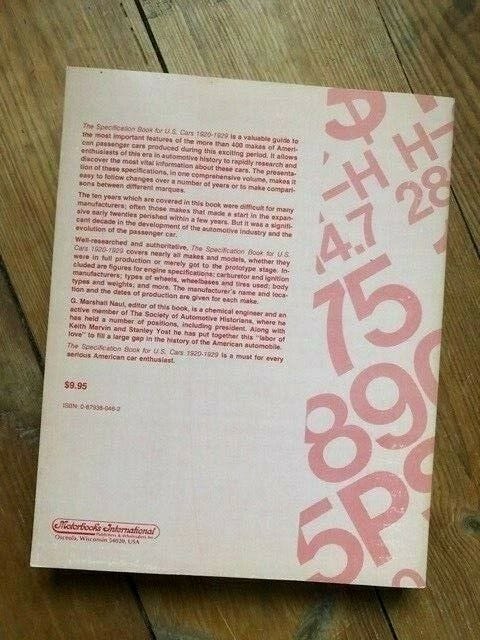 The Specification Book for U.S. Cars 1920-1929 is a valuable guide to
the most important features of the more than 400 makes of Ameri-
can passenger cars produced during this exciting period. It allows
enthusiasts of this era in automotive history to rapidly research and
discover the most vital information about these cars. The presenta-
tion of these specifications, in one comprehensive volume, makes it
easy to follow changes over a number of years or to make compari-
sons between different marques.
The ten years which are covered in this book were difficult for many
manufacturers; often those makes that made a start in the expan-
sive early twenties perished within a few years. But it was a signifi-
cant decade in the development of the automotive industry and the
evolution of the passenger car.
Well-researched and authoritative, The Specification Book for U.S.
Cars 1920-1929 covers nearly all makes and models, whether they
were in full production or merely got to the prototype stage. In-
cluded are figures for engine specifications; carburetor and ignition
manufacturers; types of wheels, wheelbases and tires used; body
types and weights; and more. The manufacturer's name and loca-
tion and the dates of production are given for each make.
G. Marshall Naul, editor of this book, is a chemical engineer and an
active member of The Society of Automotive Historians, where he
has held a number of positions, including president. Along with
Keith Marvin and Stanley Yost he has put together this "labor of
love" to fill a large gap in the history of the American automobile.
The Specification Book for U.S. Cars 1920-1929 is a must for every
serious American car enthusiast.
$9.95
ISBN: 0-87938-046-2
Motorbooks International
Publishers & Wholesalers Inc
Osceola, Wisconsin 54020, USA
$
-H H-
4.7 28
75
890
5PS